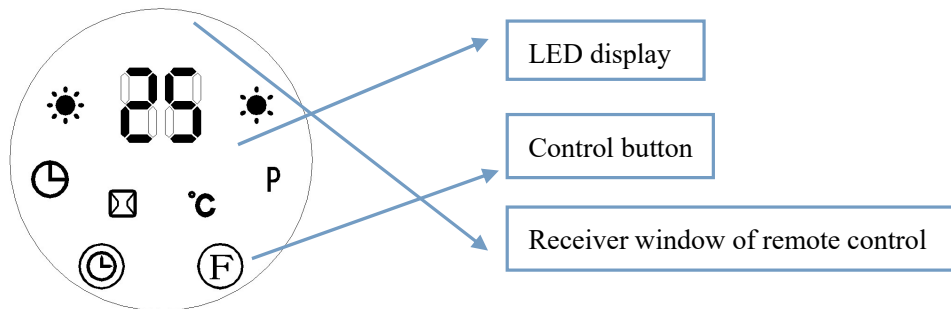 25
LED display
P
Control button
°C
F
Receiver window of remote control